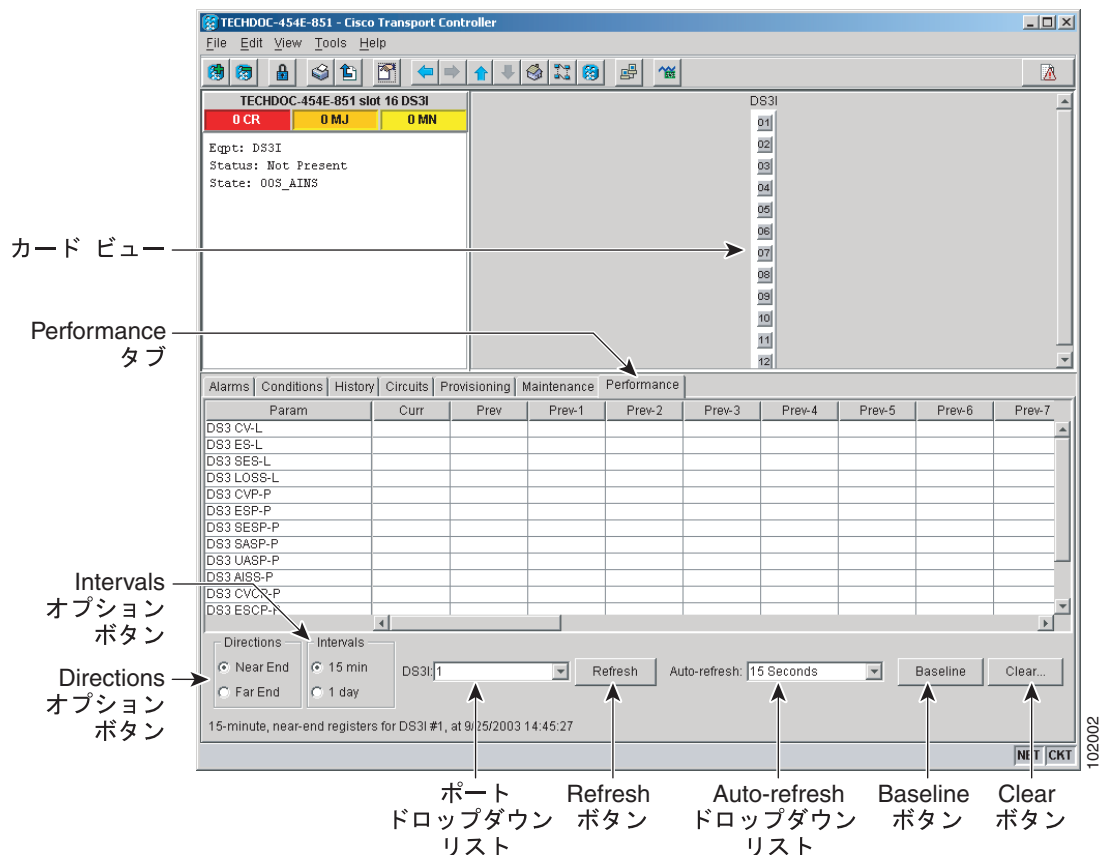 TECHDOC-454E-851 - Cisco Transport Controller
File Edit View Tools Help
TECHDOC-454E-851 slot 16 DS3I
0 CR 0 MJ 0 MN
Eqpt: DS3I
Status: Not Present
State: OOS_AINS
DS3I
01
02
03
04
05
06
07
08
09
10
11
12
カード ビュー
Performance
タブ
Alarms Conditions History Circuits Provisioning Maintenance Performance
Param Curr Prev Prev-1 Prev-2 Prev-3 Prev-4 Prev-5 Prev-6 Prev-7
DS3 CV-L
DS3 ES-L
DS3 SES-L
DS3 LOSS-L
DS3 CVP-P
DS3 ESP-P
DS3 SESP-P
DS3 SASP-P
DS3 UASP-P
DS3 AISS-P
DS3 CVCP-P
DS3 ESCP-P
Intervals
オプション
ボタン
Directions
オプション
ボタン
Directions Intervals
Near End 15 min DS3I: 1 Refresh Auto-refresh: 15 Seconds Baseline Clear...
Far End 1 day
15-minute, near-end registers for DS3I #1, at 9/25/2003 14:45:27
NET CKT
102002
ポート
ドロップダウン
リスト
Refresh
ボタン
Auto-refresh
ドロップダウン
リスト
Baseline
ボタン
Clear
ボタン